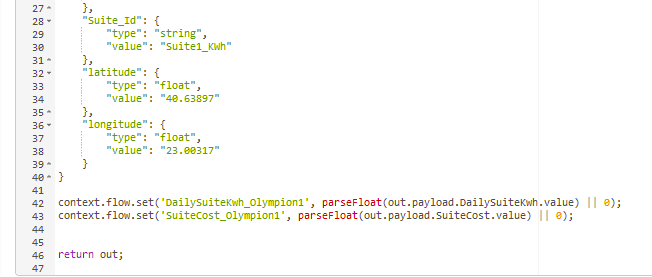 27 },
28 "Suite_Id": {
29 "type": "string",
30 "value": "Suite1_KWh"
31 },
32 "latitude": {
33 "type": "float",
34 "value": "40.63897"
35 },
36 "longitude": {
37 "type": "float",
38 "value": "23.00317"
39 }
40 }
41
42 context.flow.set('DailySuiteKwh_Olympion1', parseFloat(out.payload.DailySuiteKwh.value) || 0);
43 context.flow.set('SuiteCost_Olympion1', parseFloat(out.payload.SuiteCost.value) || 0);
44
45
46 return out;
47